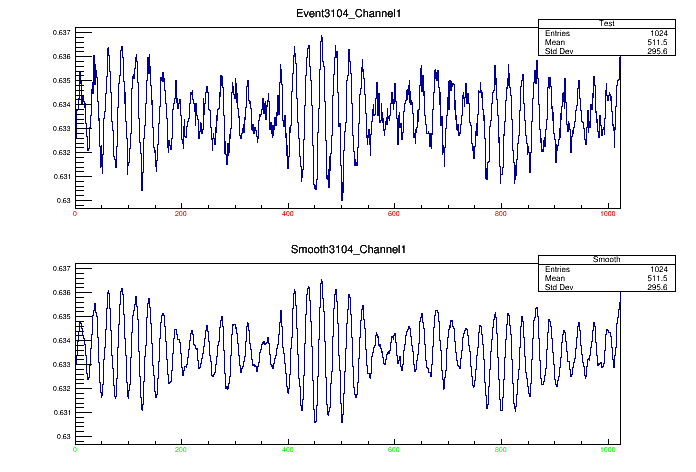 Event3104_Channel1
Test
Entries 1024
Mean 511.5
Std Dev 295.6
0.637
0.636
0.635
0.634
0.633
0.632
0.631
0.63
0 200 400 600 800 1000
Smooth3104_Channel1
Smooth
Entries 1024
Mean 511.5
Std Dev 295.6
0.637
0.636
0.635
0.634
0.633
0.632
0.631
0.63
0 200 400 600 800 1000